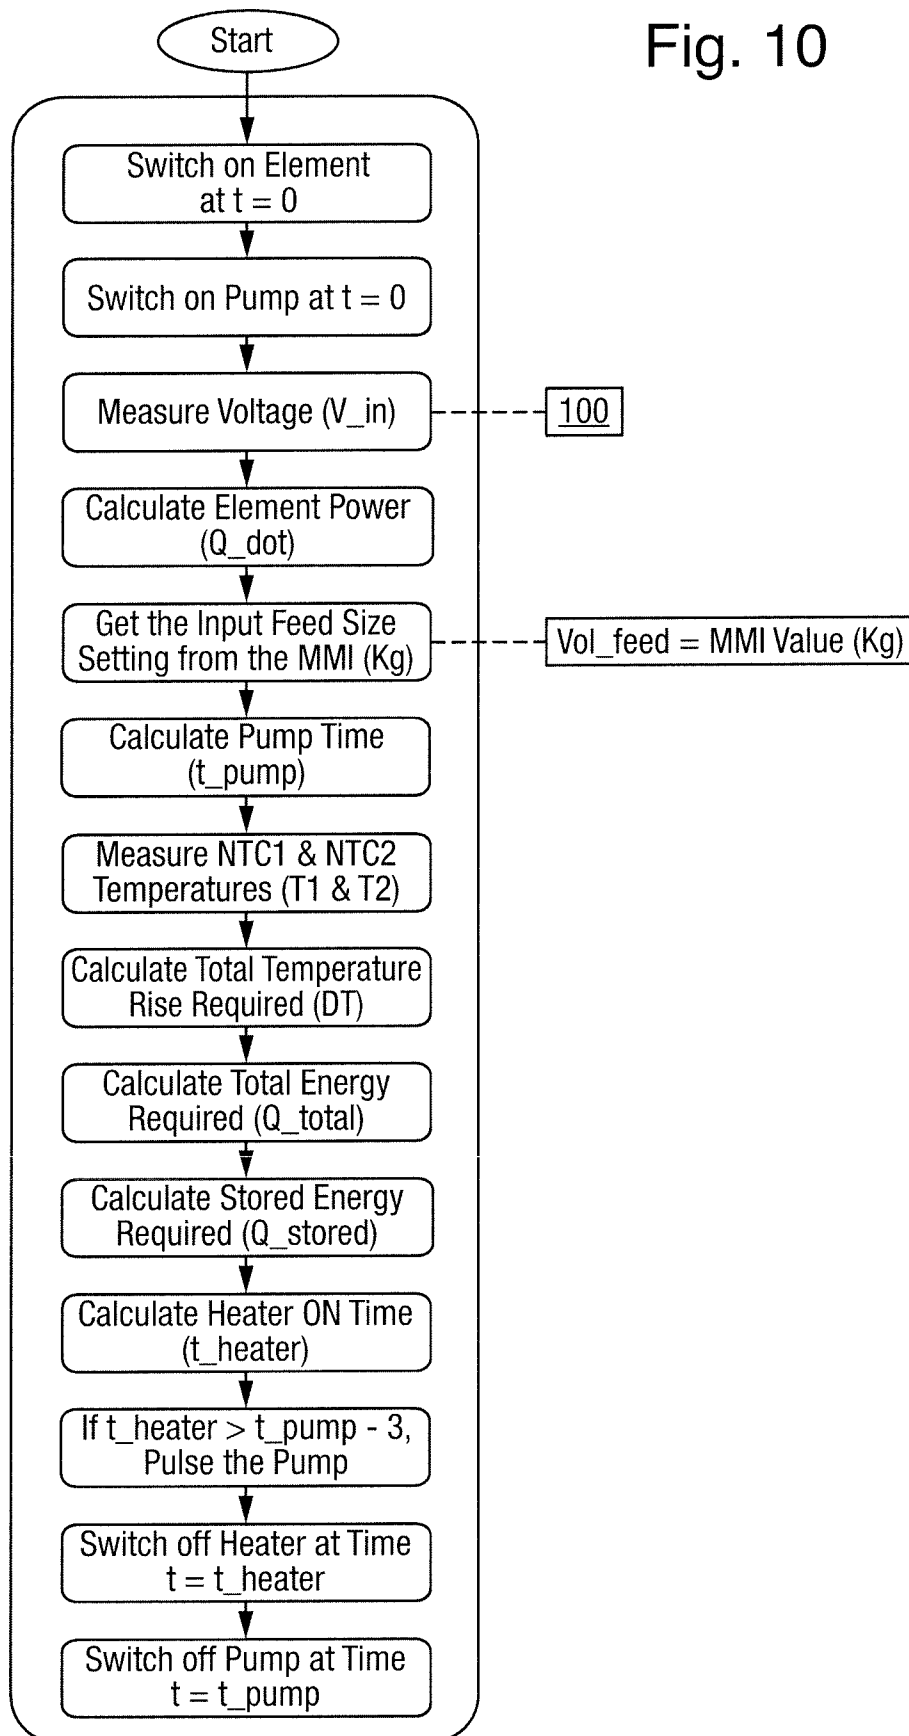 Start
Fig. 10
Switch on Element
at t = 0
Switch on Pump at t = 0
Measure Voltage (V_in)
100
Calculate Element Power
(Q_dot)
Get the Input Feed Size
Setting from the MMI (Kg)
Vol_feed = MMI Value (Kg)
Calculate Pump Time
(t_pump)
Measure NTC1 & NTC2
Temperatures (T1 & T2)
Calculate Total Temperature
Rise Required (DT)
Calculate Total Energy
Required (Q_total)
Calculate Stored Energy
Required (Q_stored)
Calculate Heater ON Time
(t_heater)
If t_heater > t_pump - 3,
Pulse the Pump
Switch off Heater at Time
t = t_heater
Switch off Pump at Time
t = t_pump